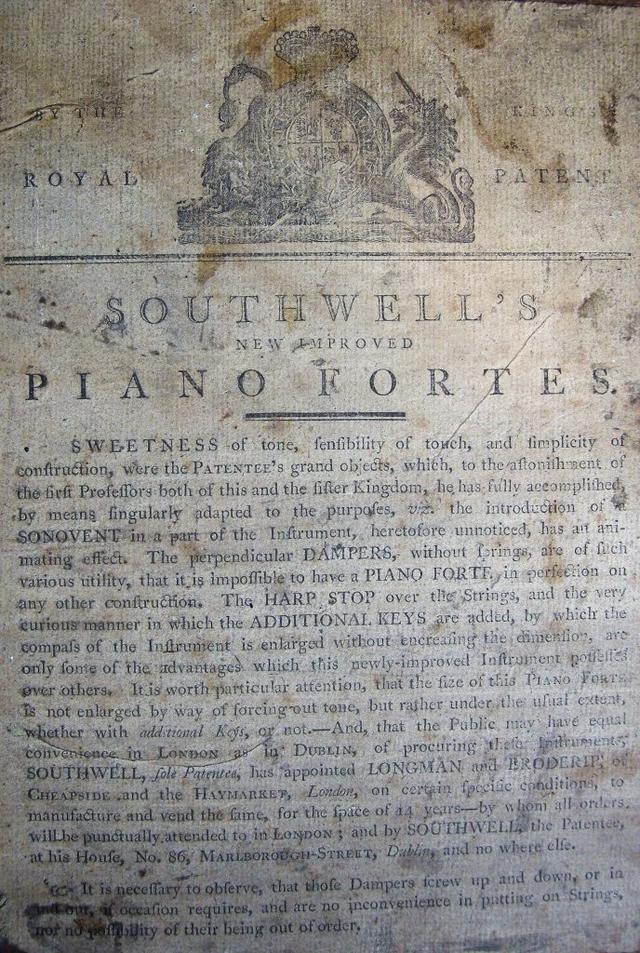 BY THE KING'S
ROYAL PATENT.
SOUTHWELL'S
NEW IMPROVED
PIANO FORTES.
SWEETNESS of tone, ſenſibility of touch, and ſimplicity of
conſtruction, were the PATENTEE's grand objects, which, to the aſtoniſhment of
the firſt Profeſſors both of this and the ſiſter Kingdom, he has fully accompliſhed,
by means ſingularly adapted to the purpoſes, viz. the introduction of a
SONOVENT in a part of the Inſtrument, heretofore unnoticed, has an ani-
mating effect. The perpendicular DAMPERS, without ſprings, are of ſuch
various utility, that it is impoſſible to have a PIANO FORTE, in perfection on
any other conſtruction. The HARP STOP over the Strings, and the very
curious manner in which the ADDITIONAL KEYS are added, by which the
compaſs of the Inſtrument is enlarged without encreaſing the dimenſion, are
only ſome of the advantages which this newly-improved Inſtrument poſſeſſes
over others. It is worth particular attention, that the ſize of this PIANO FORTE
is not enlarged by way of forcing out tone, but rather under the uſual extent,
whether with additional Keys, or not.—And, that the Public may have equal
convenience in LONDON as in DUBLIN, of procuring theſe Inſtruments,
SOUTHWELL, ſole Patentee, has appointed LONGMAN and BRODERIP, of
CHEAPSIDE and the HAYMARKET, London, on certain ſpecific conditions, to
manufacture and vend the ſame, for the ſpace of 14 years—by whom all orders
will be punctually attended to in LONDON; and by SOUTHWELL, the Patentee,
at his Houſe, No. 86, MARLBOROUGH-STREET, Dublin, and no where elſe.
It is neceſſary to obſerve, that thoſe Dampers ſcrew up and down, or in
and out, if occaſion requires, and are no inconvenience in putting on Strings,
nor no poſſibility of their being out of order.